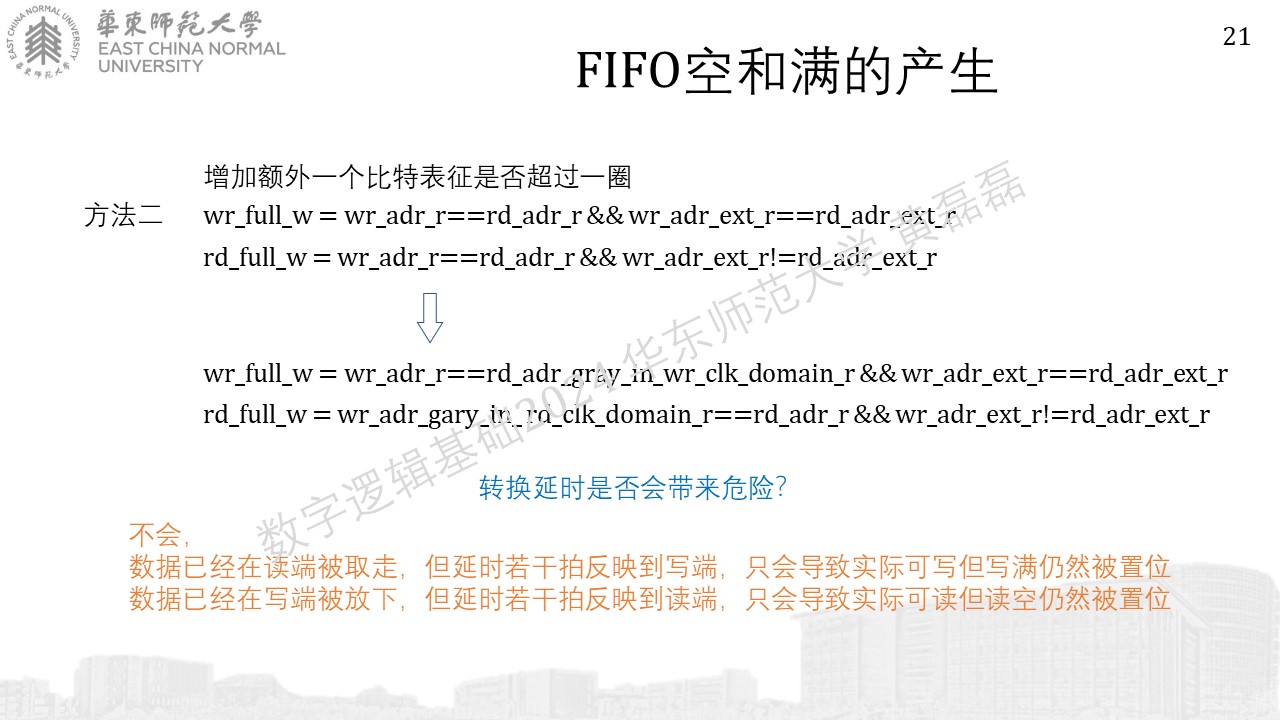 華東師範大學
EAST CHINA NORMAL
UNIVERSITY
EAST CHINA NORMAL UNIVERSITY
華東师范大学
21
FIFO空和满的产生
增加额外一个比特表征是否超过一圈
方法二
wr_full_w = wr_adr_r==rd_adr_r && wr_adr_ext_r==rd_adr_ext_r
rd_full_w = wr_adr_r==rd_adr_r && wr_adr_ext_r!=rd_adr_ext_r
wr_full_w = wr_adr_r==rd_adr_gray_in_wr_clk_domain_r && wr_adr_ext_r==rd_adr_ext_r
rd_full_w = wr_adr_gary_in_rd_clk_domain_r==rd_adr_r && wr_adr_ext_r!=rd_adr_ext_r
数字逻辑基础2024 华东师范大学 黄磊磊
转换延时是否会带来危险？
不会，
数据已经在读端被取走，但延时若干拍反映到写端，只会导致实际可写但写满仍然被置位
数据已经在写端被放下，但延时若干拍反映到读端，只会导致实际可读但读空仍然被置位